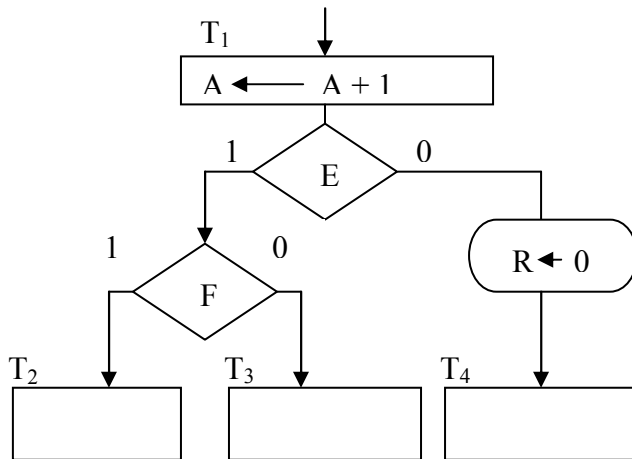 T₁
A ← A + 1
1 0
E
1 0
R ← 0
F
T₂ T₃ T₄